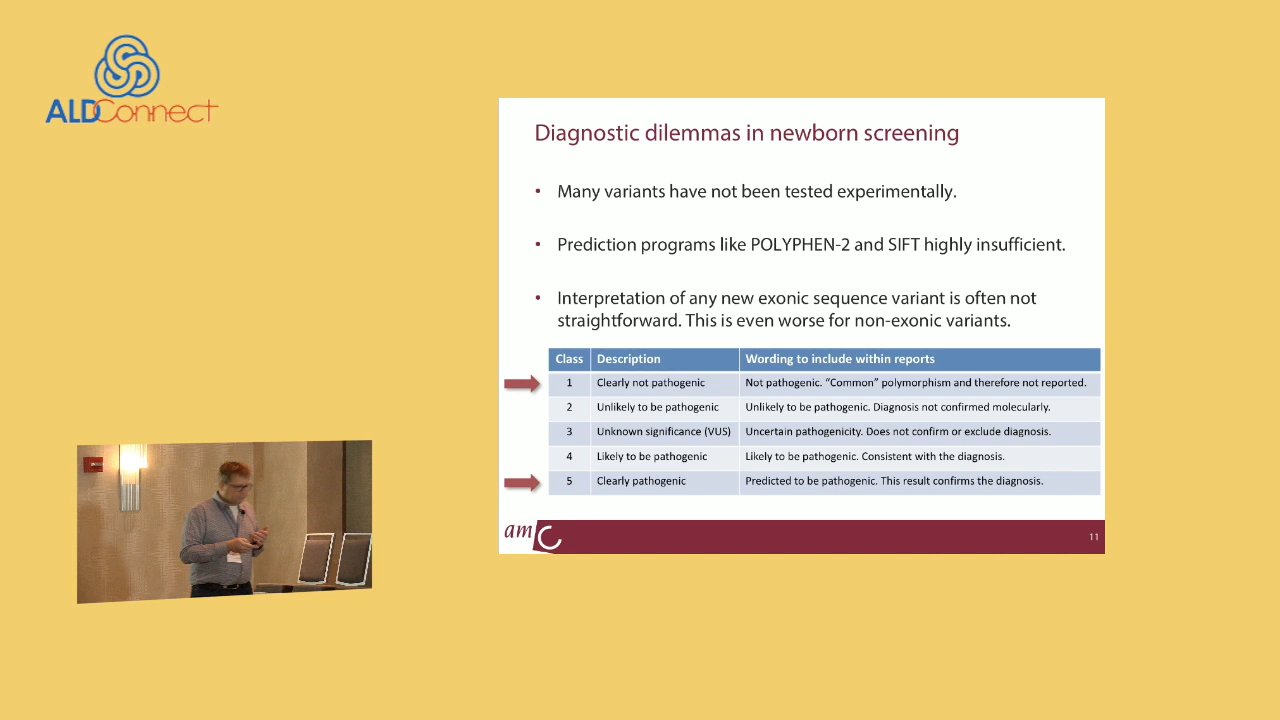 ALDConnect
Diagnostic dilemmas in newborn screening
• Many variants have not been tested experimentally.
• Prediction programs like POLYPHEN-2 and SIFT highly insufficient.
• Interpretation of any new exonic sequence variant is often not
straightforward. This is even worse for non-exonic variants.
Class Description Wording to include within reports
1 Clearly not pathogenic Not pathogenic. “Common” polymorphism and therefore not reported.
2 Unlikely to be pathogenic Unlikely to be pathogenic. Diagnosis not confirmed molecularly.
3 Unknown significance (VUS) Uncertain pathogenicity. Does not confirm or exclude diagnosis.
4 Likely to be pathogenic Likely to be pathogenic. Consistent with the diagnosis.
5 Clearly pathogenic Predicted to be pathogenic. This result confirms the diagnosis.
amc
11